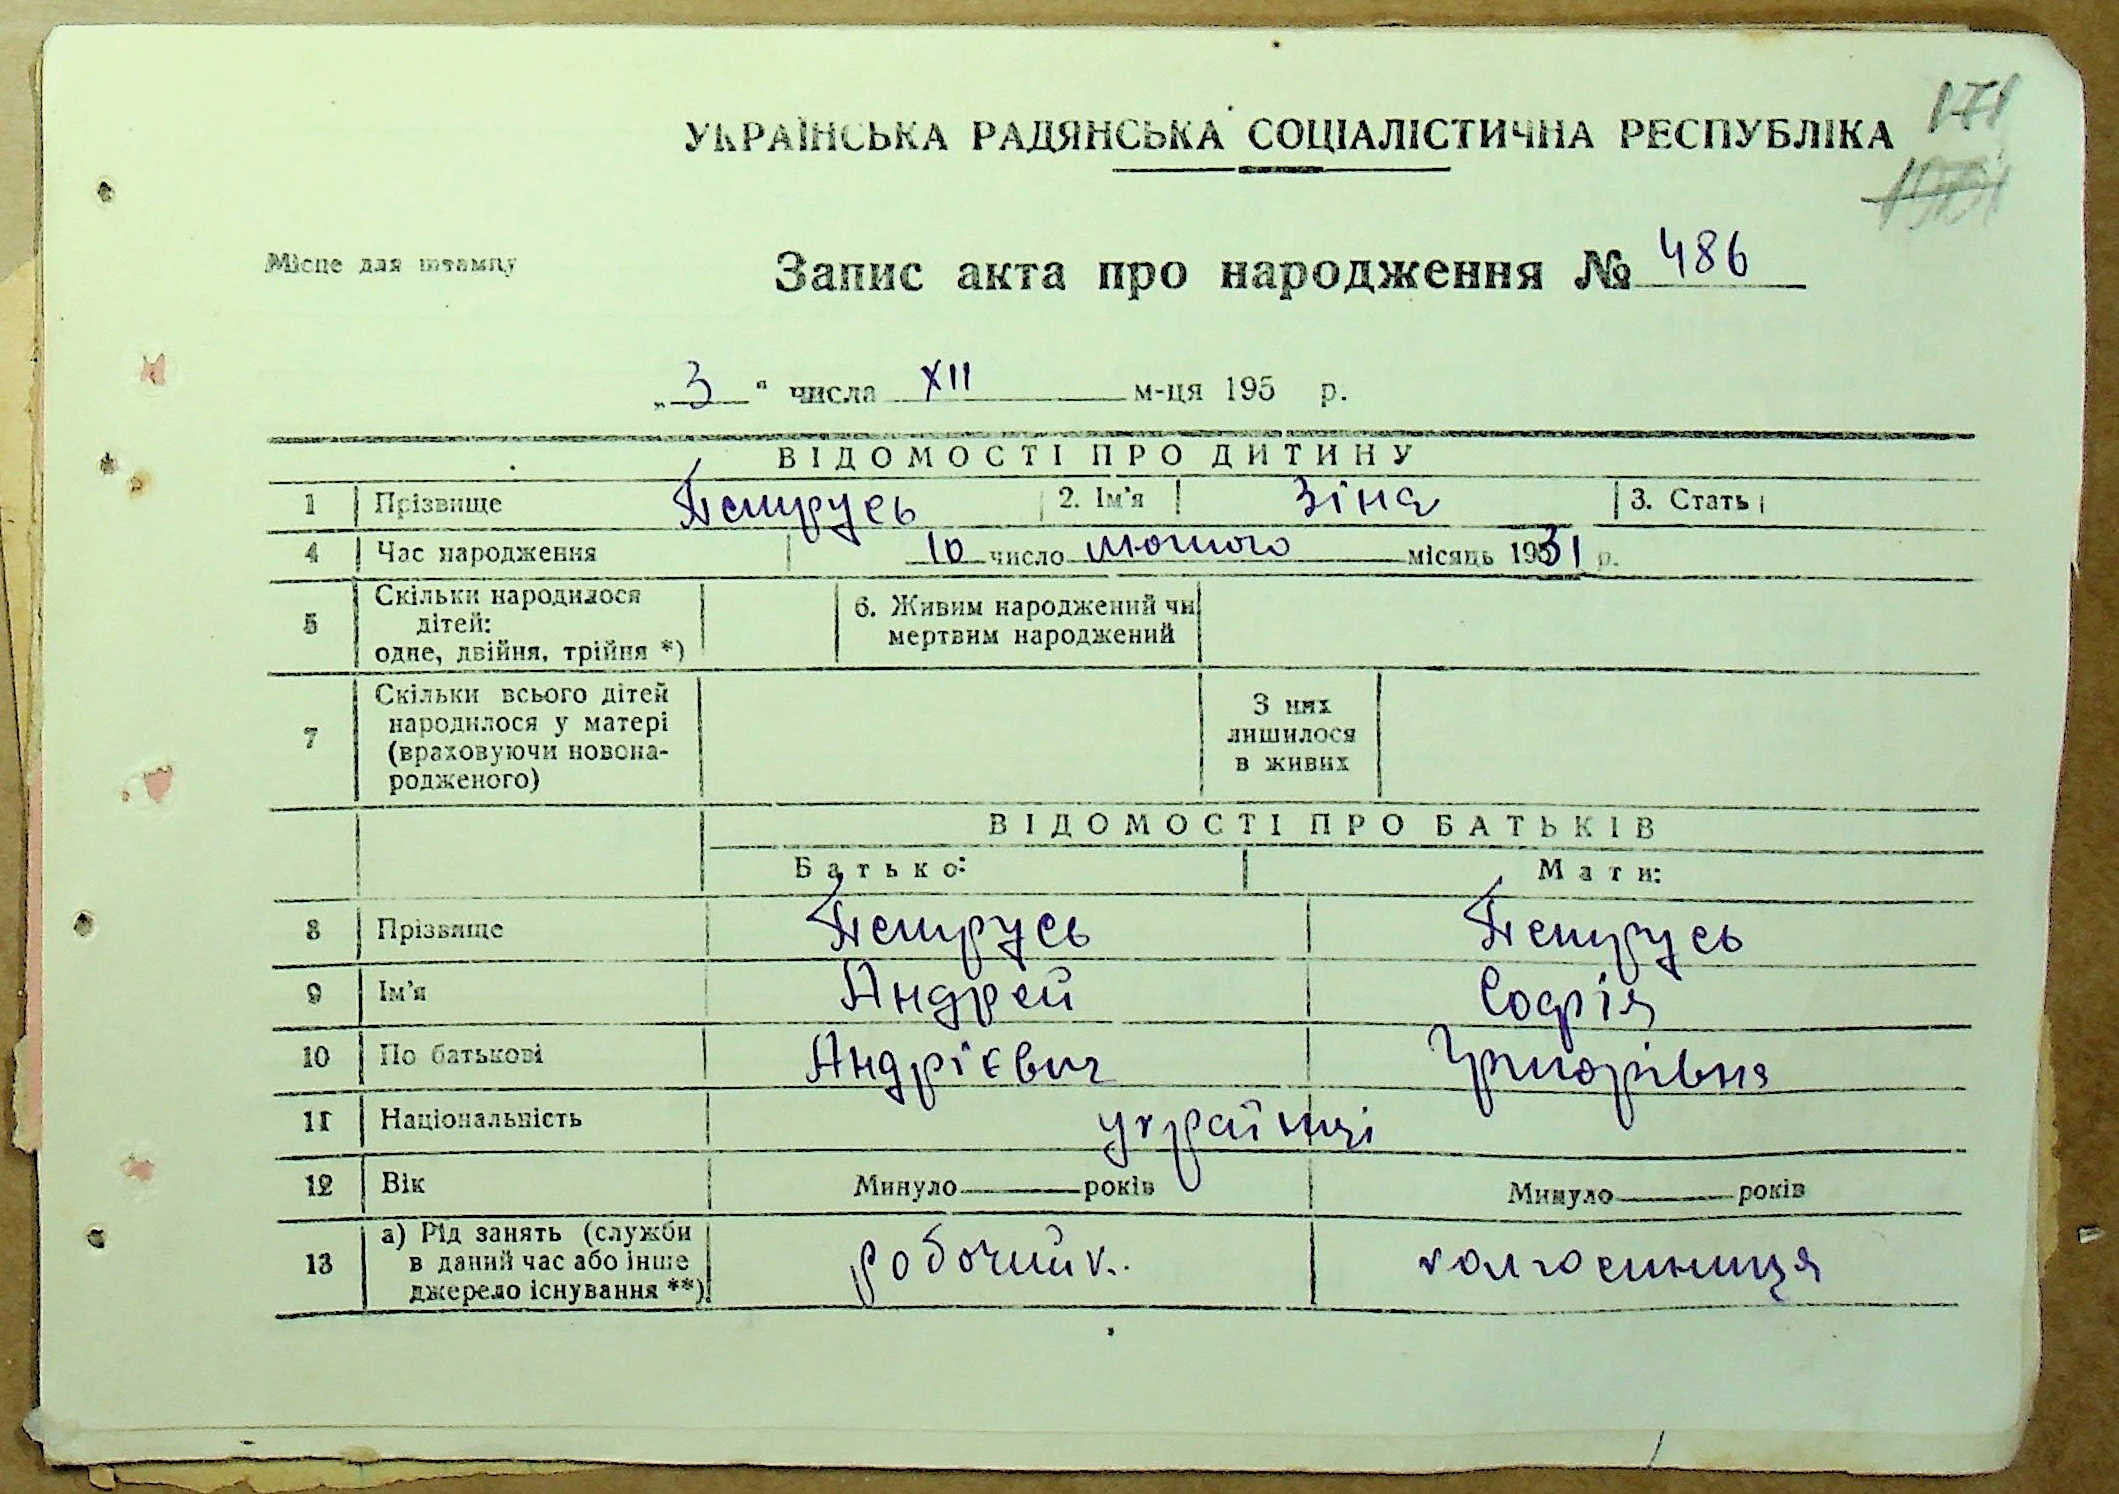 171
УКРАЇНСЬКА РАДЯНСЬКА СОЦІАЛІСТИЧНА РЕСПУБЛІКА
Місце для штампу
Запис акта про народження № 486
„ 3 " числа XII м-ця 195 р.
ВІДОМОСТІ ПРО ДИТИНУ
1 Прізвище Петрусь 2. Ім'я Зіна 3. Стать
4 Час народження 10 число лютого місяць 1931 р.
5 Скільки народилося дітей: одне, двійня, трійня *)
6. Живим народжений чи мертвим народжений
7 Скільки всього дітей народилося у матері (враховуючи новона-родженого)
З них лишилося в живих
ВІДОМОСТІ ПРО БАТЬКІВ
Батько: Мати:
8 Прізвище Петрусь Петрусь
9 Ім'я Андрей Софія
10 По батькові Андрієвич Григорівна
11 Національність українці
12 Вік Минуло років Минуло років
13 а) Рід занять (служби в даний час або інше джерело існування **) робочий к. колгоспниця